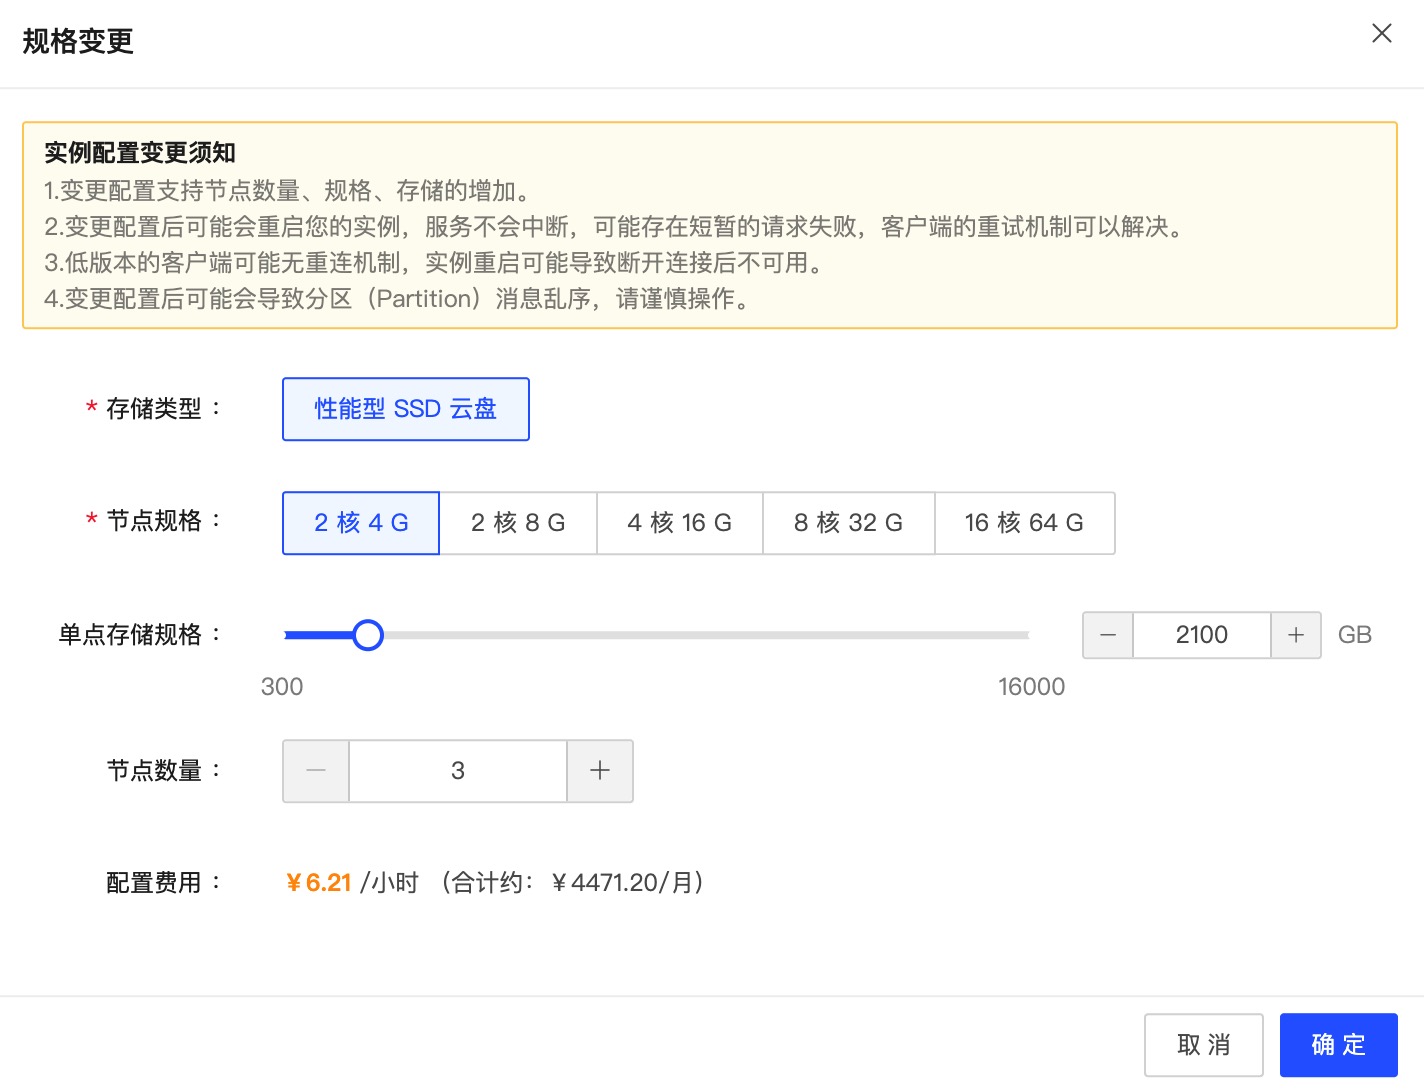 规格变更
实例配置变更须知
1.变更配置支持节点数量、规格、存储的增加。
2.变更配置后可能会重启您的实例，服务不会中断，可能存在短暂的请求失败，客户端的重试机制可以解决。
3.低版本的客户端可能无重连机制，实例重启可能导致断开连接后不可用。
4.变更配置后可能会导致分区（Partition）消息乱序，请谨慎操作。
* 存储类型： 性能型 SSD 云盘
* 节点规格： 2 核 4 G 2 核 8 G 4 核 16 G 8 核 32 G 16 核 64 G
单点存储规格： － 2100 + GB
300 16000
节点数量： － 3 +
配置费用： ￥6.21 /小时 （合计约：￥4471.20/月）
取 消 确 定